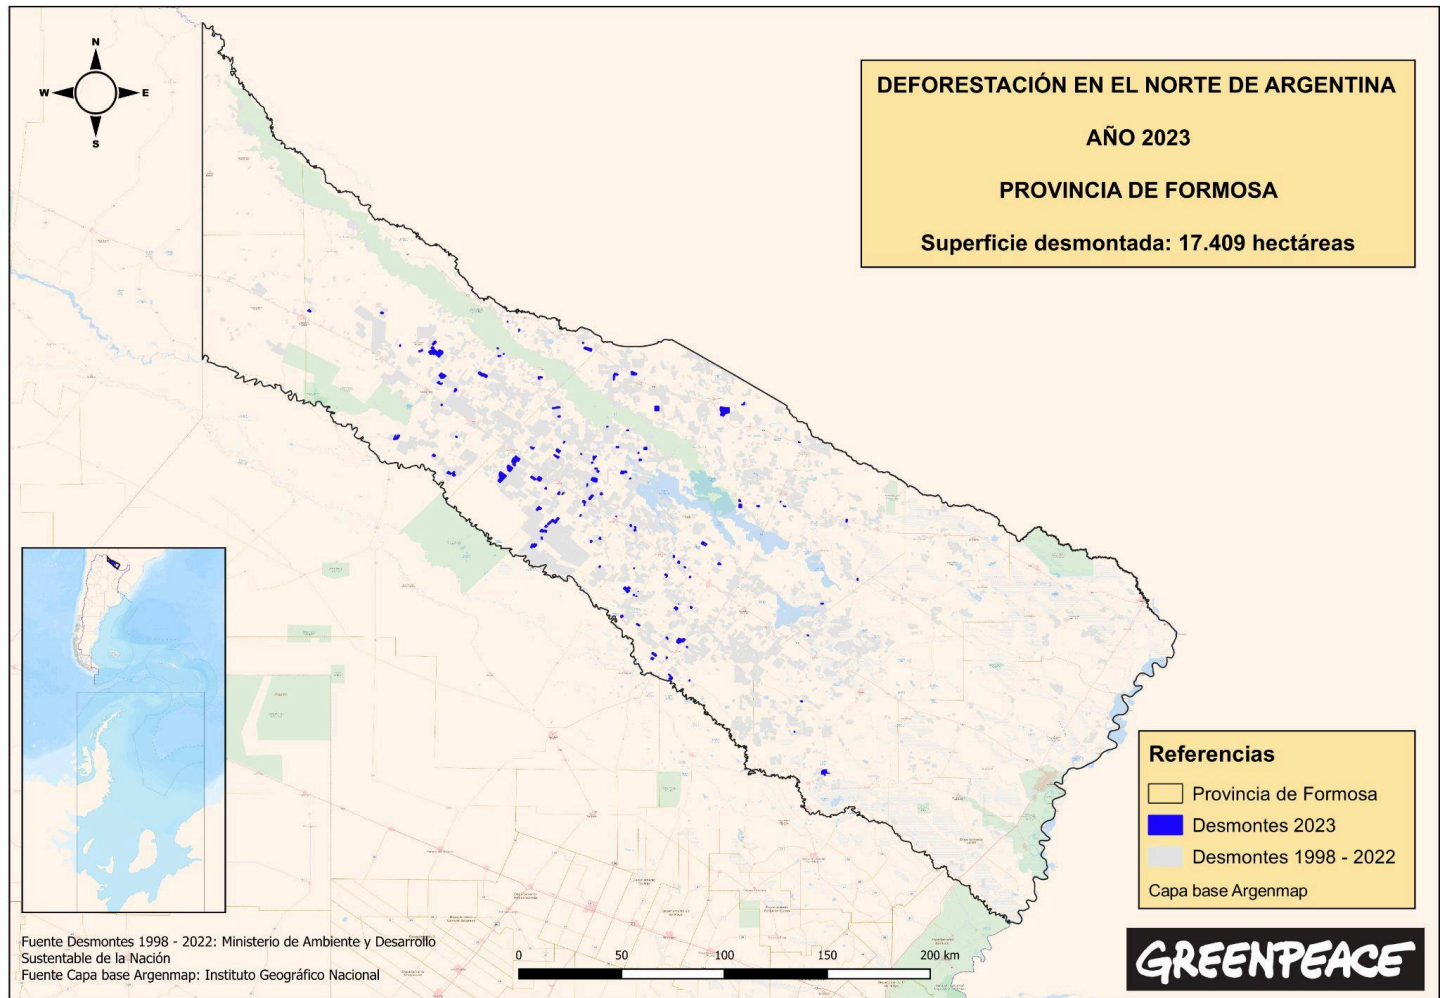 N
W E
S
DEFORESTACIÓN EN EL NORTE DE ARGENTINA
AÑO 2023
PROVINCIA DE FORMOSA
Superficie desmontada: 17.409 hectáreas
Referencias
Provincia de Formosa
Desmontes 2023
Desmontes 1998 - 2022
Capa base Argenmap
Fuente Desmontes 1998 - 2022: Ministerio de Ambiente y Desarrollo
Sustentable de la Nación
Fuente Capa base Argenmap: Instituto Geográfico Nacional
0 50 100 150 200 km
GREENPEACE